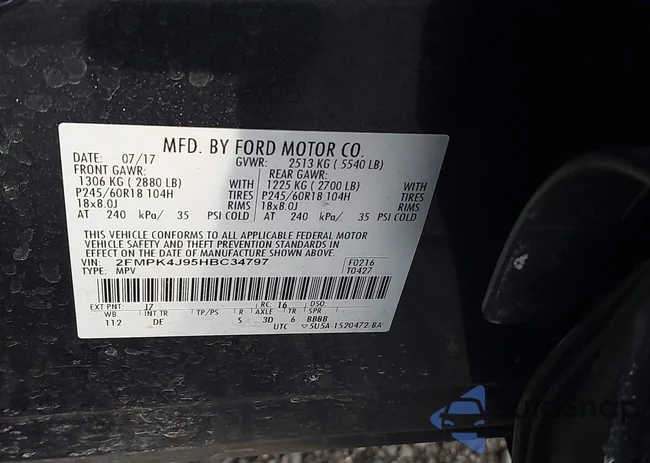 MFD. BY FORD MOTOR CO.
DATE: 07/17 GVWR: 2513 KG ( 5540 LB)
FRONT GAWR: REAR GAWR:
1306 KG ( 2880 LB) WITH 1225 KG ( 2700 LB) WITH
P245/60R18 104H TIRES P245/60R18 104H TIRES
18x8.0J RIMS 18x8.0J RIMS
AT 240 kPa/ 35 PSI COLD AT 240 kPa/ 35 PSI COLD
THIS VEHICLE CONFORMS TO ALL APPLICABLE FEDERAL MOTOR
VEHICLE SAFETY AND THEFT PREVENTION STANDARDS IN
EFFECT ON THE DATE OF MANUFACTURE SHOWN ABOVE.
VIN: 2FMPK4J95HBC34797 F0216
TYPE: MPV T0427
EXT PNT: J7 RC: 16 DSO:
WB INT TR TP/PS R AXLE TR SPR
112 DE S 3D 6 BBBB
UTC ▽5U5A-1520472-BA
AutoSnap